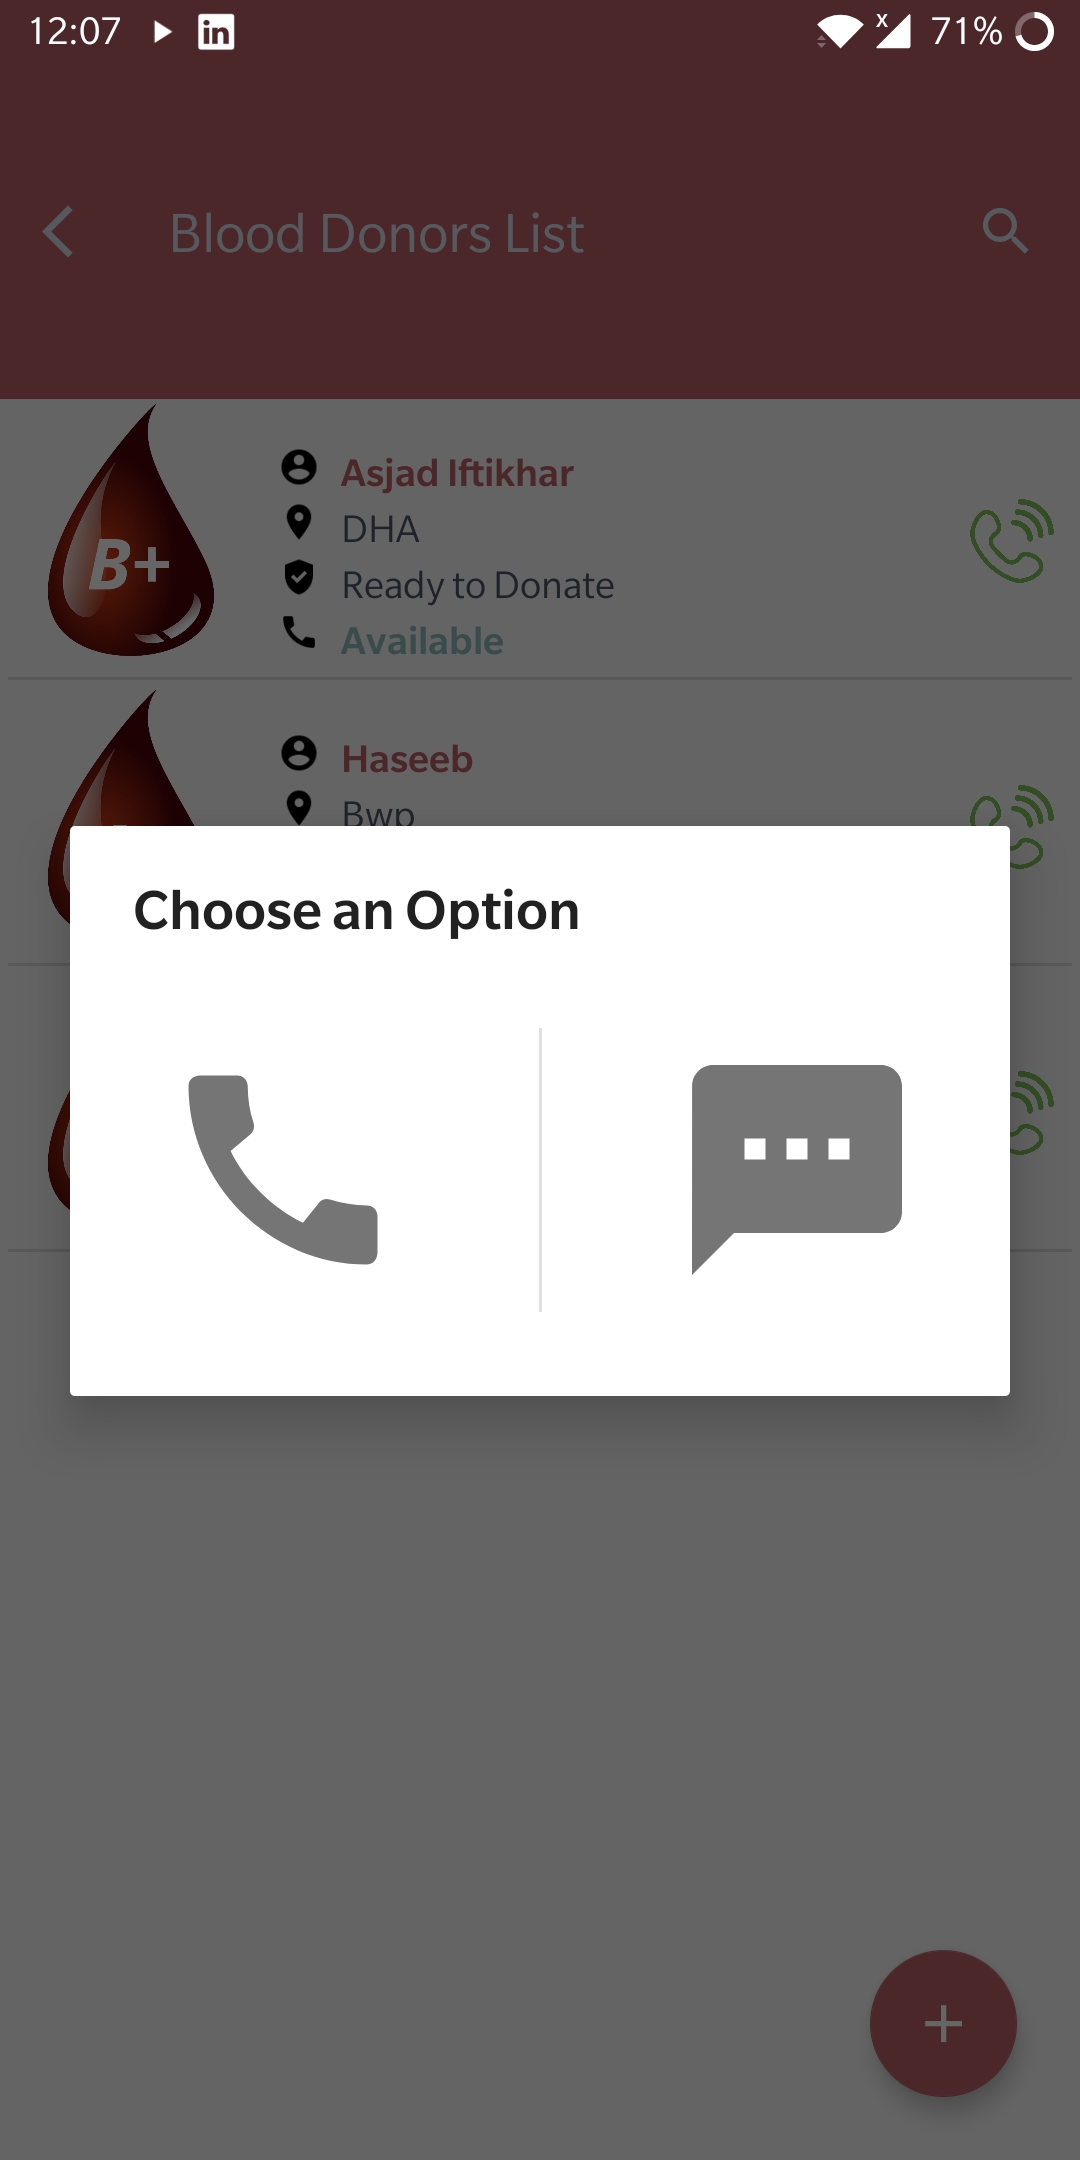 12:07
in
x
71%
Blood Donors List
B+
Asjad Iftikhar
DHA
Ready to Donate
Available
Haseeb
Bwp
Choose an Option